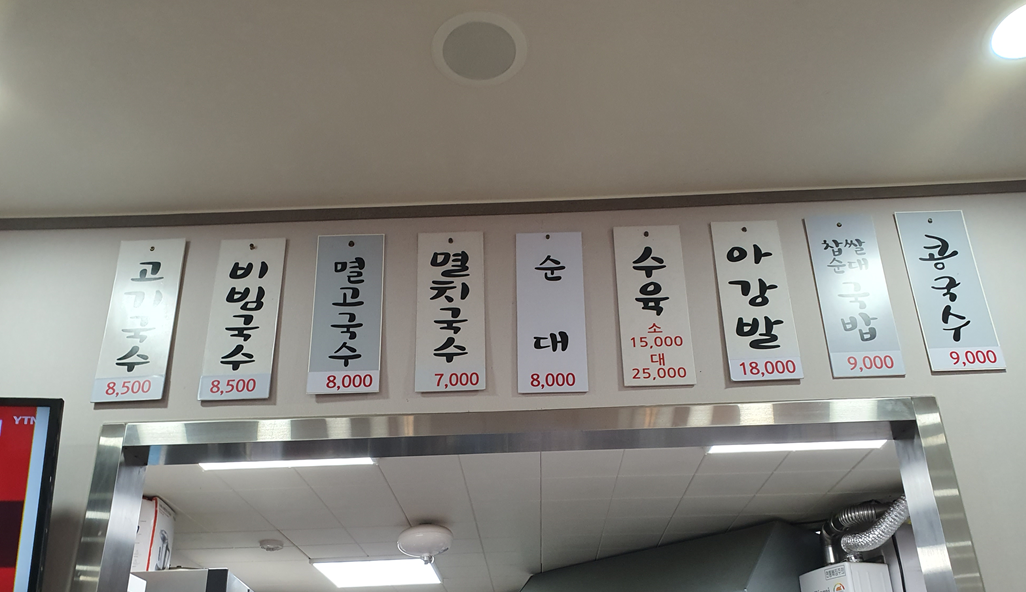 고기국수
8,500
비빔국수
8,500
멸고국수
8,000
멸치국수
7,000
순대
8,000
수육
소
15,000
대
25,000
아강발
18,000
찹쌀
순대
국밥
9,000
콩국수
9,000
YTN